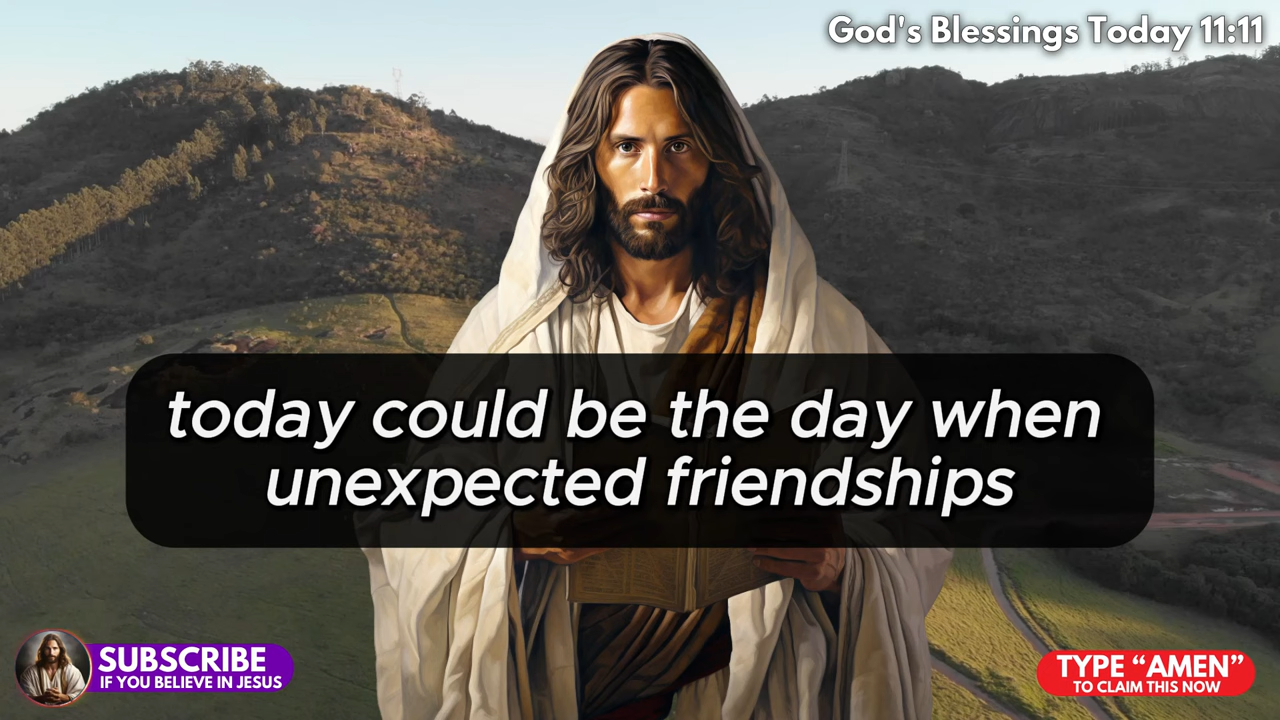 God's Blessings Today 11:11
today could be the day when
unexpected friendships
SUBSCRIBE
IF YOU BELIEVE IN JESUS
TYPE “AMEN”
TO CLAIM THIS NOW